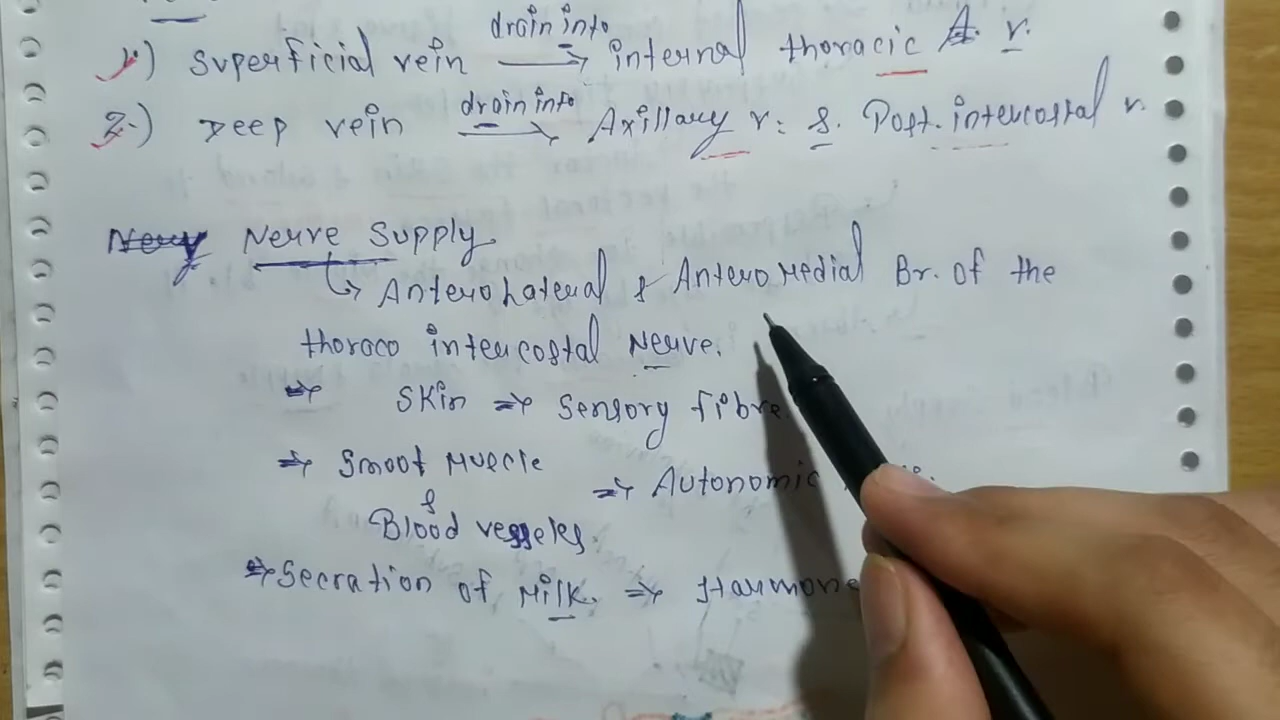 drain into
1.) Superficial vein → internal thoracic v.
drain into
2.) Deep vein → Axillary v. & Post. intercostal v.
Nerve Supply
↳ Anterolateral & Anteromedial Br. of the
thoraco intercostal Nerve.
⇒ Skin ⇒ Sensory fibre
⇒ Smoot Muscle
& ⇒ Autonomic
Blood vessels.
⇒ Secration of Milk. ⇒ Harmone